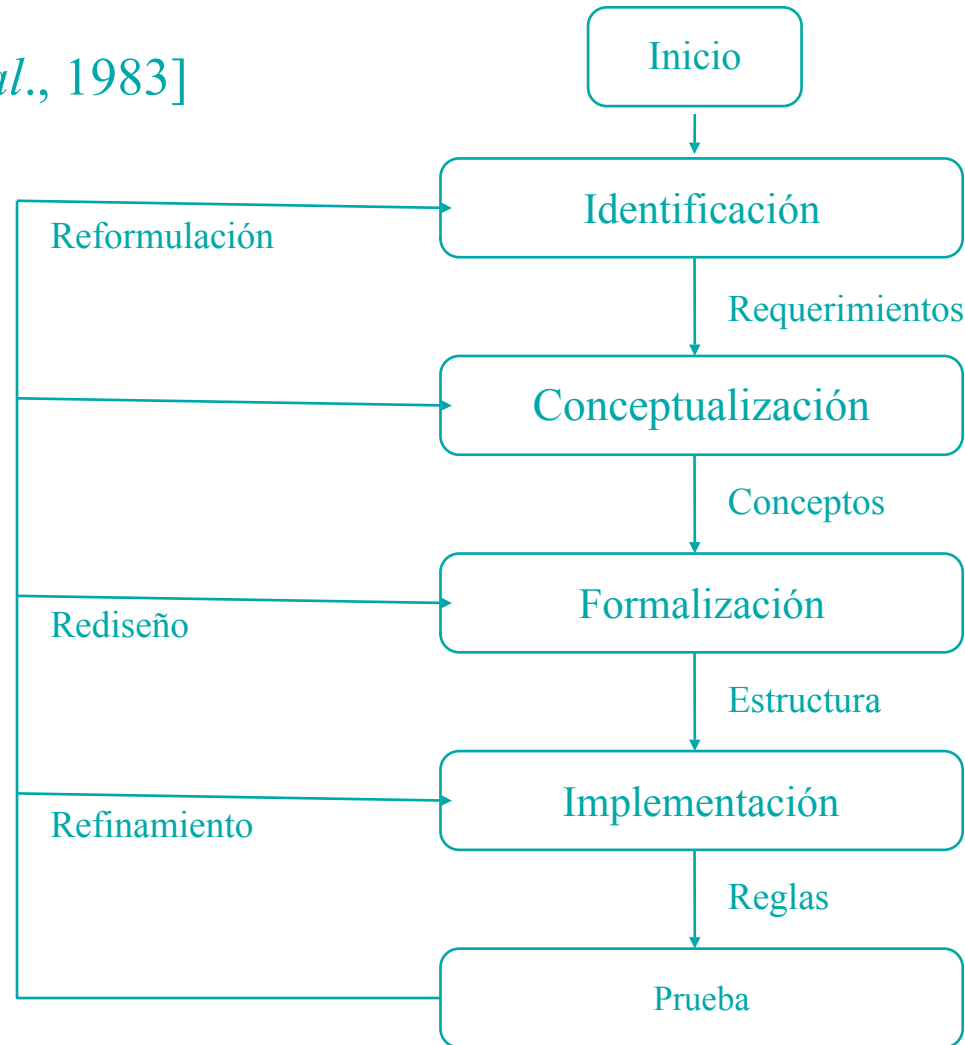 Inicio
al., 1983]
Identificación
Reformulación
Requerimientos
Conceptualización
Conceptos
Formalización
Rediseño
Estructura
Implementación
Refinamiento
Reglas
Prueba